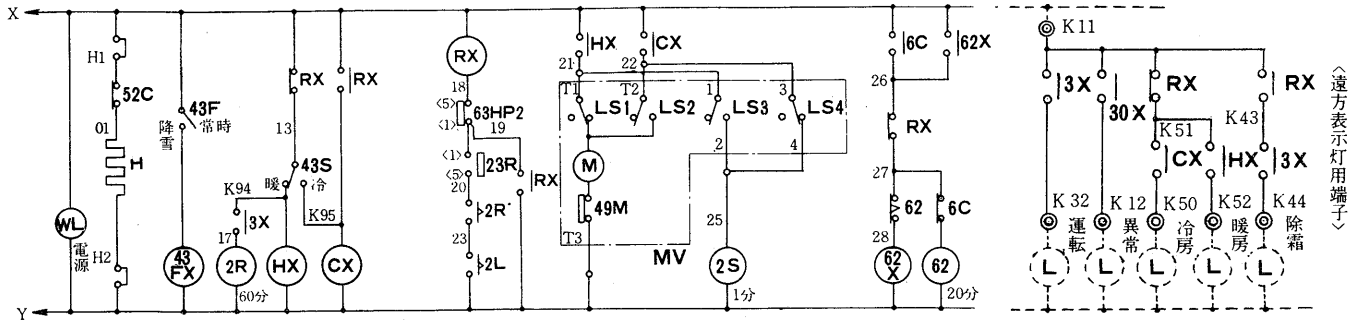 X
H1
52C
01
H
H2
WL
電源
43F
降雪
常時
43
FX
RX
13
43S
暖
冷
K94
K95
3X
17
2R
60分
HX
RX
CX
RX
18
<5>
63HP2
<1>
19
<1>
23R
<5>
20
RX
2R
23
2L
HX
21
CX
22
T1
LS1
T2
LS2
1
LS3
3
LS4
M
2
4
49M
T3
MV
25
2S
1分
6C
62X
26
RX
27
62
6C
28
62
X
62
20分
K11
3X
30X
RX
RX
K51
K43
CX
HX
3X
K32
K12
K50
K52
K44
運転
異常
冷房
暖房
除霜
L
L
L
L
L
<遠方表示灯用端子>
Y